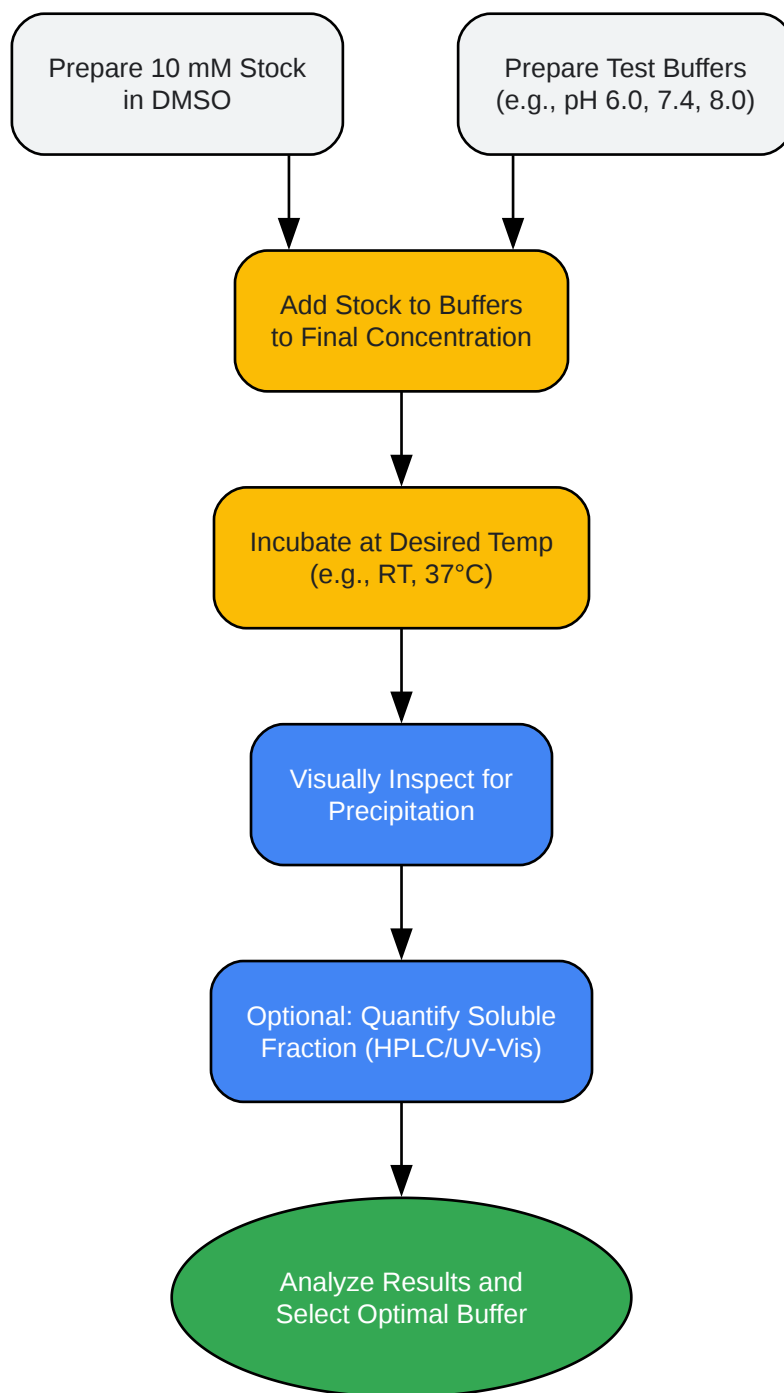 Prepare 10 mM Stock
in DMSO
Prepare Test Buffers
(e.g., pH 6.0, 7.4, 8.0)
Add Stock to Buffers
to Final Concentration
Incubate at Desired Temp
(e.g., RT, 37°C)
Visually Inspect for
Precipitation
Optional: Quantify Soluble
Fraction (HPLC/UV-Vis)
Analyze Results and
Select Optimal Buffer